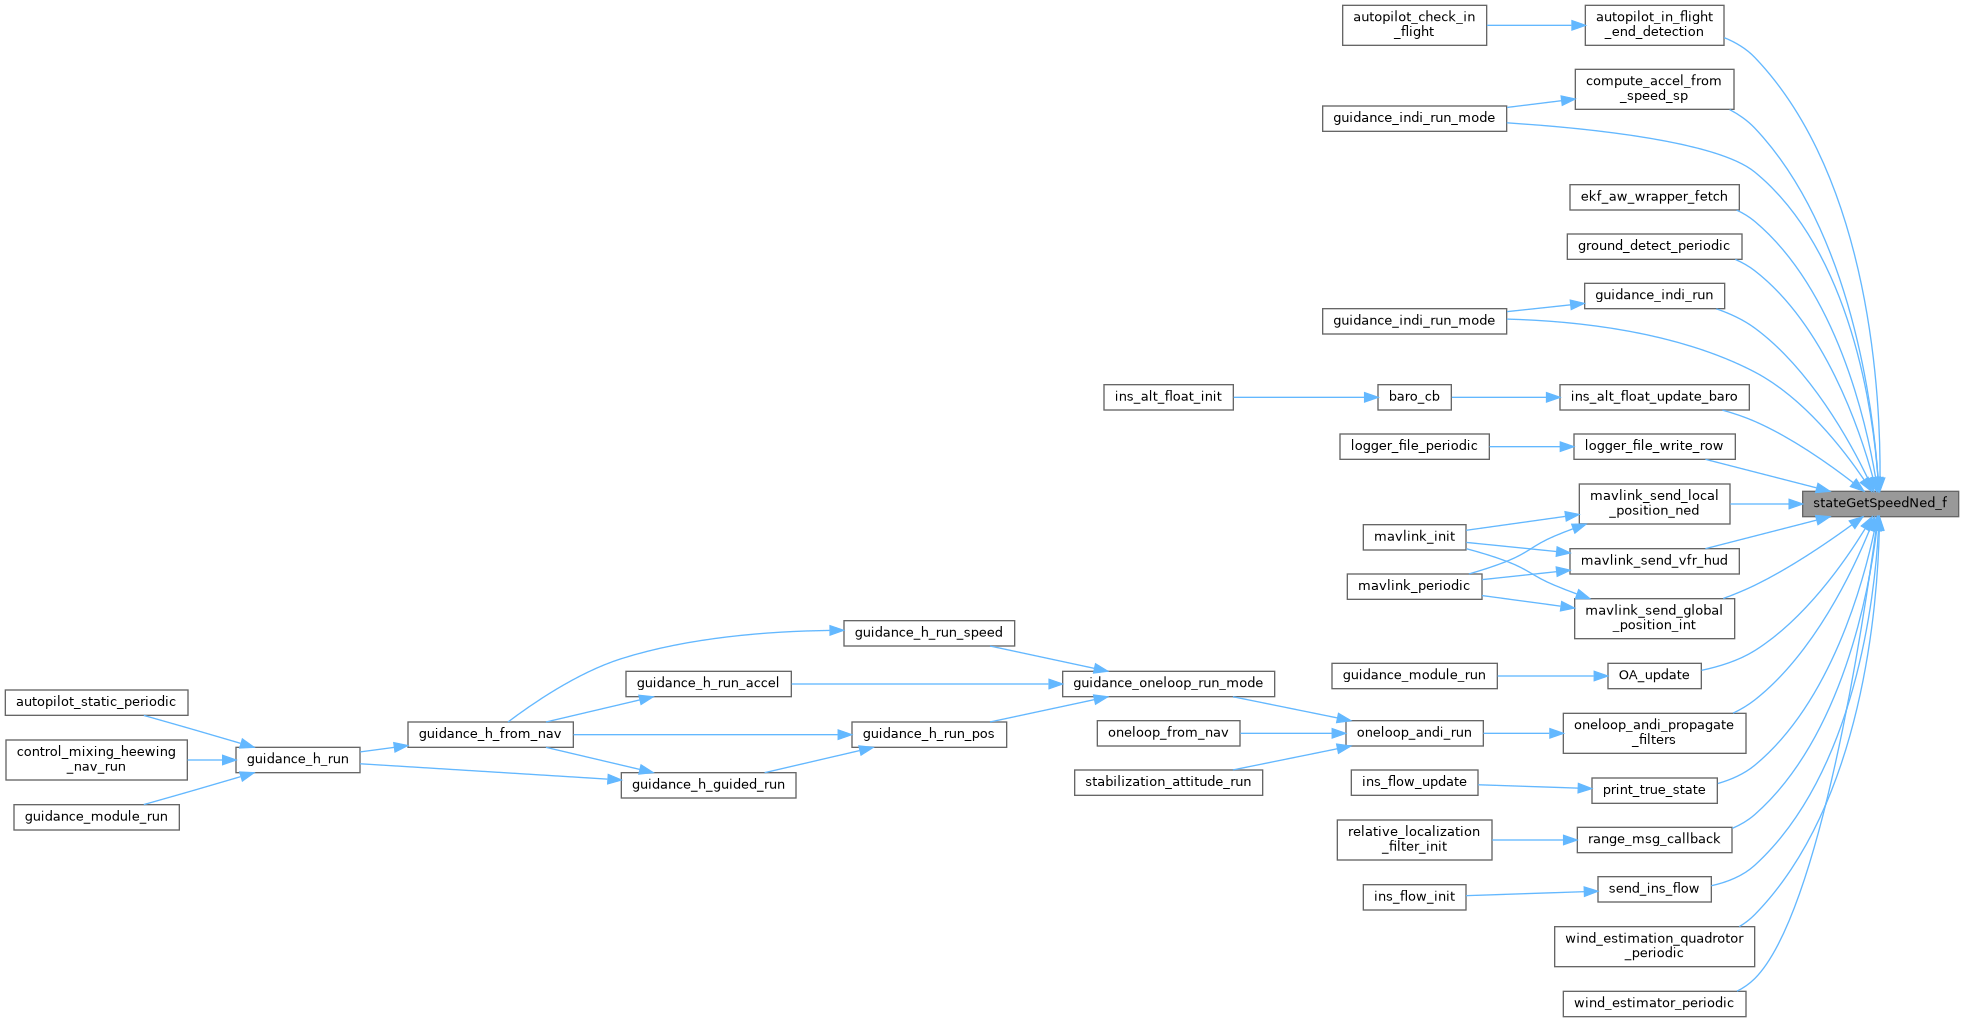 autopilot_check_in
_flight
autopilot_in_flight
_end_detection
compute_accel_from
_speed_sp
guidance_indi_run_mode
ekf_aw_wrapper_fetch
ground_detect_periodic
guidance_indi_run
guidance_indi_run_mode
ins_alt_float_init
baro_cb
ins_alt_float_update_baro
logger_file_periodic
logger_file_write_row
mavlink_send_local
_position_ned
stateGetSpeedNed_f
mavlink_init
mavlink_send_vfr_hud
mavlink_periodic
mavlink_send_global
_position_int
guidance_h_run_speed
guidance_module_run
OA_update
guidance_h_run_accel
guidance_oneloop_run_mode
autopilot_static_periodic
guidance_h_from_nav
guidance_h_run_pos
oneloop_from_nav
oneloop_andi_run
oneloop_andi_propagate
_filters
control_mixing_heewing
_nav_run
guidance_h_run
guidance_h_guided_run
stabilization_attitude_run
ins_flow_update
print_true_state
guidance_module_run
relative_localization
_filter_init
range_msg_callback
ins_flow_init
send_ins_flow
wind_estimation_quadrotor
_periodic
wind_estimator_periodic